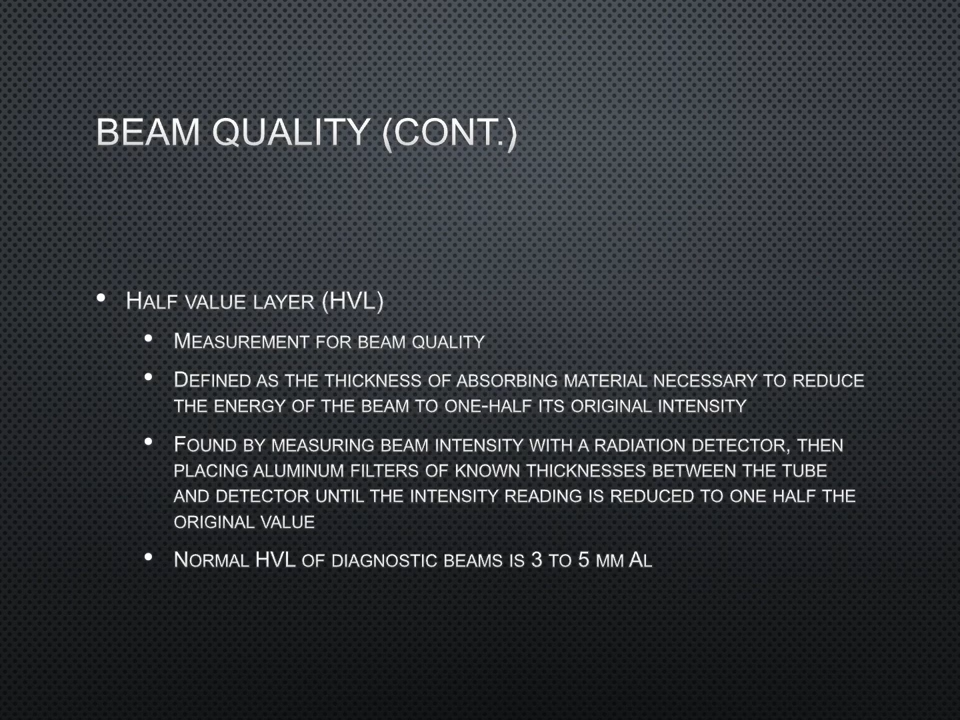 BEAM QUALITY (CONT.)
• HALF VALUE LAYER (HVL)
• MEASUREMENT FOR BEAM QUALITY
• DEFINED AS THE THICKNESS OF ABSORBING MATERIAL NECESSARY TO REDUCE
THE ENERGY OF THE BEAM TO ONE-HALF ITS ORIGINAL INTENSITY
• FOUND BY MEASURING BEAM INTENSITY WITH A RADIATION DETECTOR, THEN
PLACING ALUMINUM FILTERS OF KNOWN THICKNESSES BETWEEN THE TUBE
AND DETECTOR UNTIL THE INTENSITY READING IS REDUCED TO ONE HALF THE
ORIGINAL VALUE
• NORMAL HVL OF DIAGNOSTIC BEAMS IS 3 TO 5 MM AL